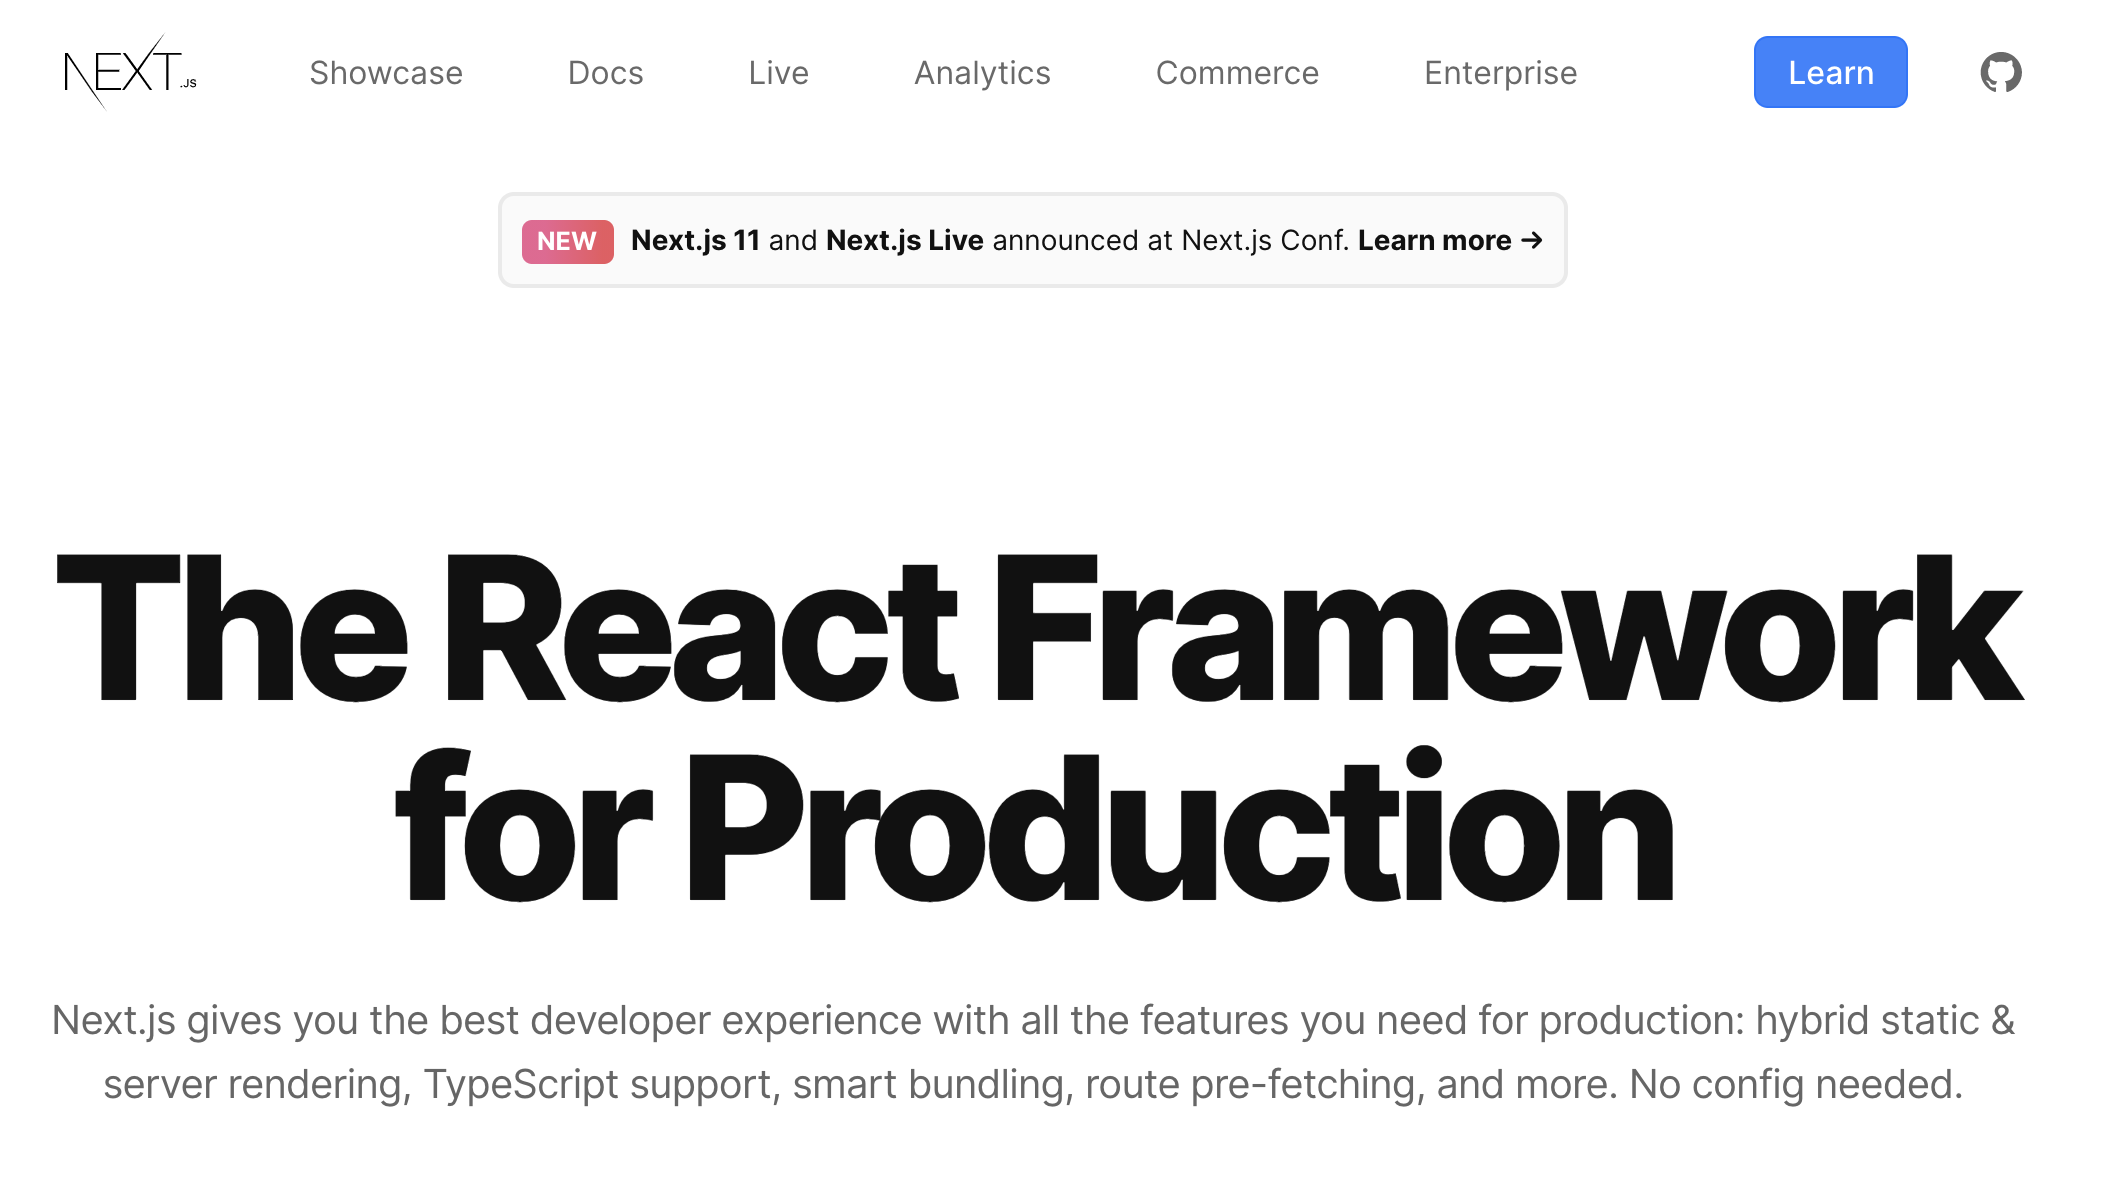 NEXT.JS Showcase Docs Live Analytics Commerce Enterprise Learn
NEW Next.js 11 and Next.js Live announced at Next.js Conf. Learn more →
The React Framework
for Production
Next.js gives you the best developer experience with all the features you need for production: hybrid static &
server rendering, TypeScript support, smart bundling, route pre-fetching, and more. No config needed.